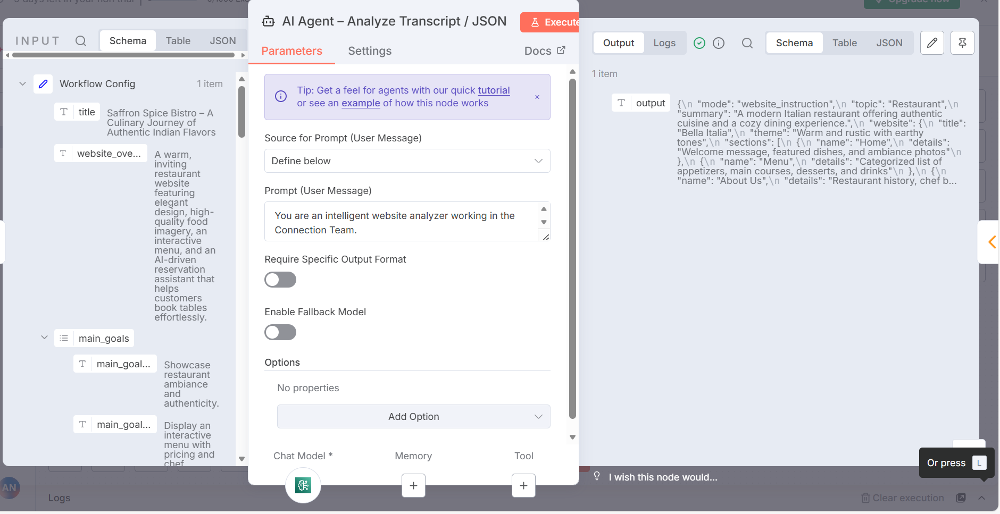 INPUT
Schema
Table
JSON
Workflow Config
1 item
title
Saffron Spice Bistro – A
Culinary Journey of
Authentic Indian Flavors
website_ove...
A warm,
inviting
restaurant
website
featuring
elegant
design, high-
quality food
imagery, an
interactive
menu, and an
AI-driven
reservation
assistant that
helps
customers
book tables
effortlessly.
main_goals
main_goal...
Showcase
restaurant
ambiance
and
authenticity.
main_goal...
Display an
interactive
menu with
pricing and
chef
AI Agent – Analyze Transcript / JSON
Execute
Parameters
Settings
Docs
Tip: Get a feel for agents with our quick tutorial
or see an example of how this node works
×
Source for Prompt (User Message)
Define below
Prompt (User Message)
You are an intelligent website analyzer working in the
Connection Team.
Require Specific Output Format
Enable Fallback Model
Options
No properties
Add Option
Chat Model *
Memory
Tool
+
+
Output
Logs
Schema
Table
JSON
1 item
output
{\n "mode": "website_instruction",\n "topic": "Restaurant",\n
"summary": "A modern Italian restaurant offering authentic
cuisine and a cozy dining experience.",\n "website": {\n "title":
"Bella Italia",\n "theme": "Warm and rustic with earthy
tones",\n "sections": [\n {\n "name": "Home",\n "details":
"Welcome message, featured dishes, and ambiance photos"\n
},\n {\n "name": "Menu",\n "details": "Categorized list of
appetizers, main courses, desserts, and drinks"\n },\n {\n
"name": "About Us",\n "details": "Restaurant history, chef b...
Or press L
I wish this node would...
AN
Logs
Clear execution
Upgrade now